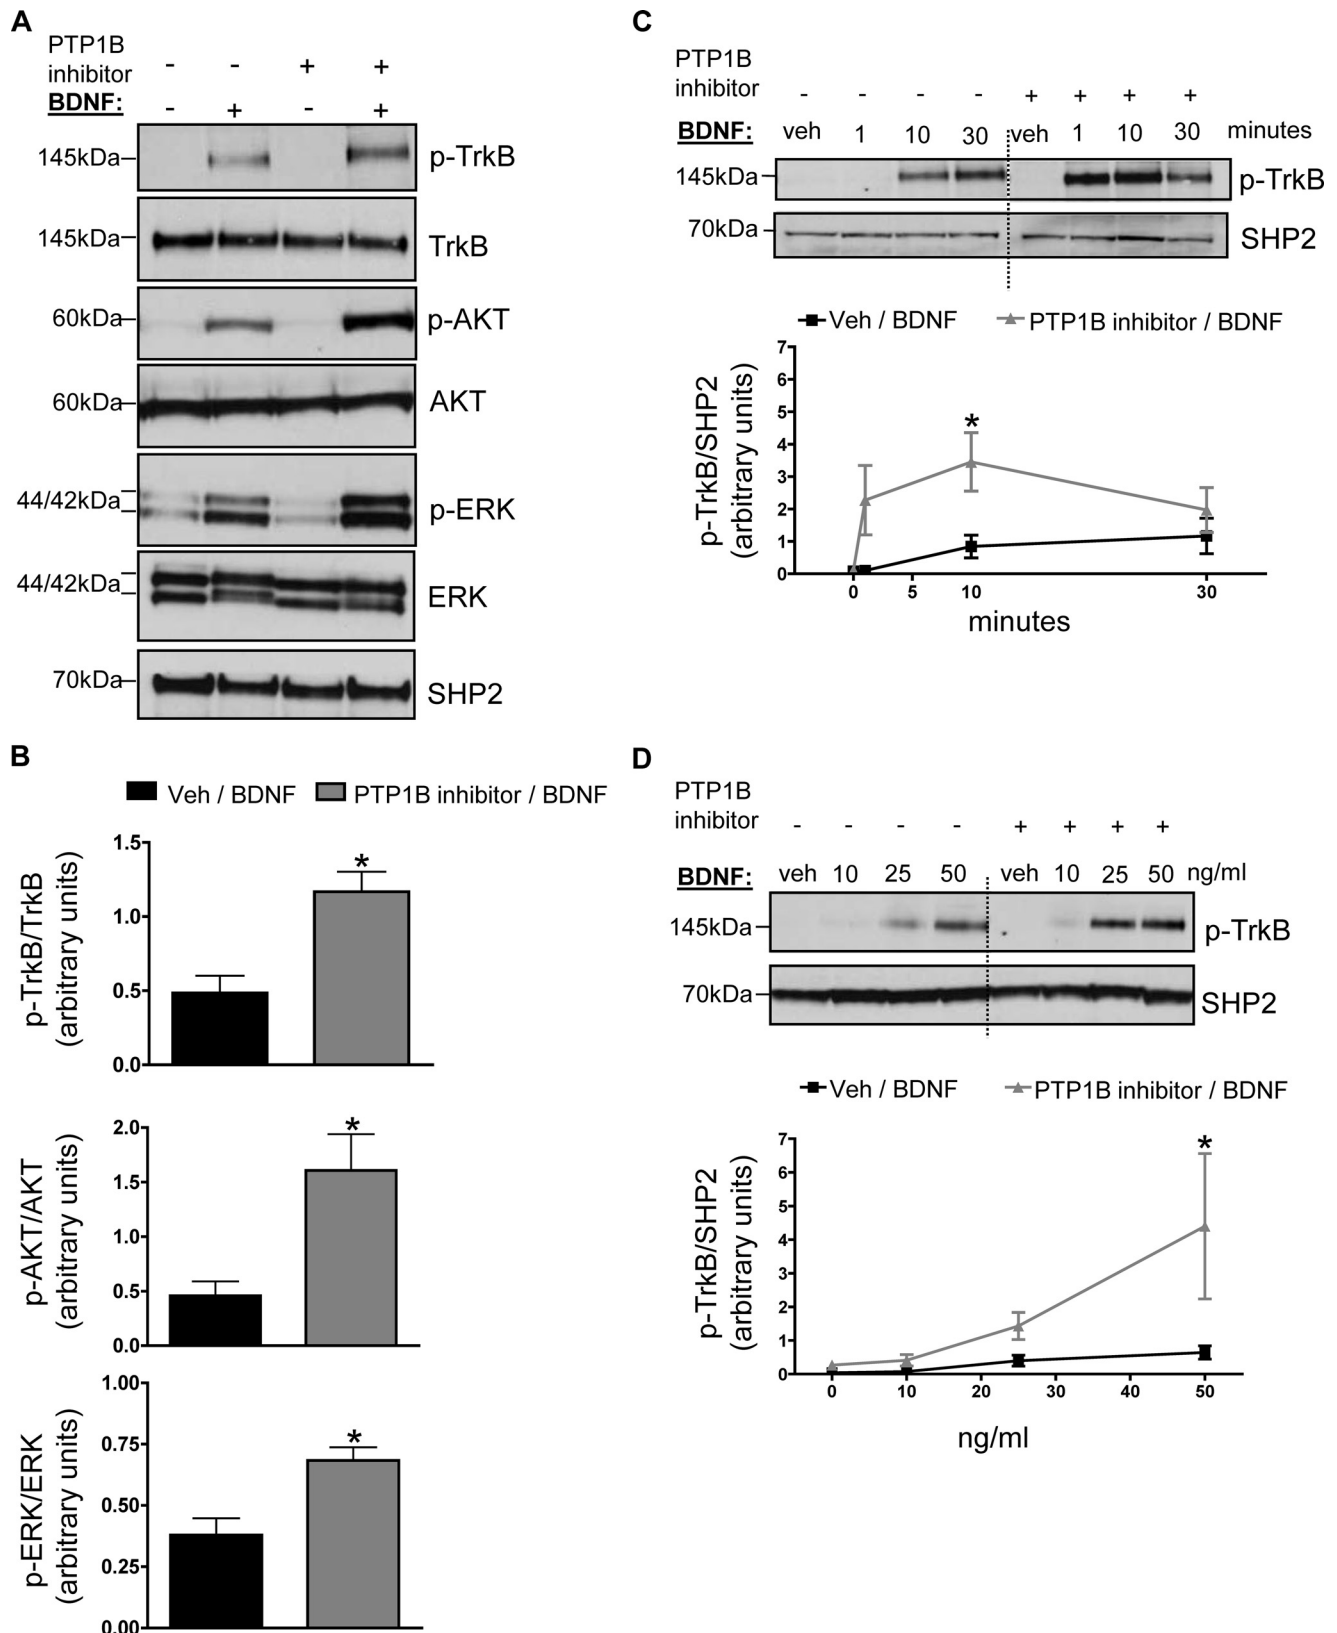 A
PTP1B
inhibitor - - + +
BDNF: - + - +
145kDa p-TrkB
145kDa TrkB
60kDa p-AKT
60kDa AKT
44/42kDa p-ERK
44/42kDa ERK
70kDa SHP2
B
Veh / BDNF PTP1B inhibitor / BDNF
p-TrkB/TrkB
(arbitrary units)
1.5
*
1.0
0.5
0.0
p-AKT/AKT
(arbitrary units)
2.0
*
1.5
1.0
0.5
0.0
p-ERK/ERK
(arbitrary units)
1.00
0.75
*
0.50
0.25
0.00
C
PTP1B
inhibitor - - - - + + + +
BDNF: veh 1 10 30 veh 1 10 30 minutes
145kDa p-TrkB
70kDa SHP2
Veh / BDNF PTP1B inhibitor / BDNF
p-TrkB/SHP2
(arbitrary units)
7
6
5
*
4
3
2
1
0
0 5 10 30
minutes
D
PTP1B
inhibitor - - - - + + + +
BDNF: veh 10 25 50 veh 10 25 50 ng/ml
145kDa p-TrkB
70kDa SHP2
Veh / BDNF PTP1B inhibitor / BDNF
p-TrkB/SHP2
(arbitrary units)
7
*
6
5
4
3
2
1
0
0 10 20 30 40 50
ng/ml